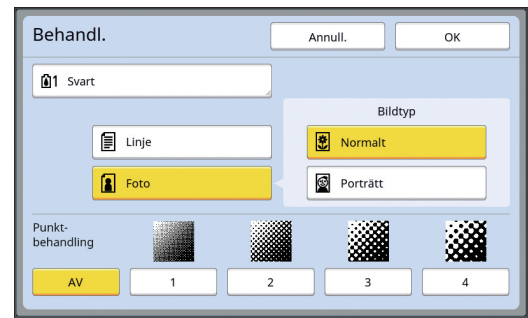 Behandl.
Annull.
OK
1 Svart
Bildtyp
Linje
Normalt
Foto
Porträtt
Punkt-
behandling
AV
1
2
3
4